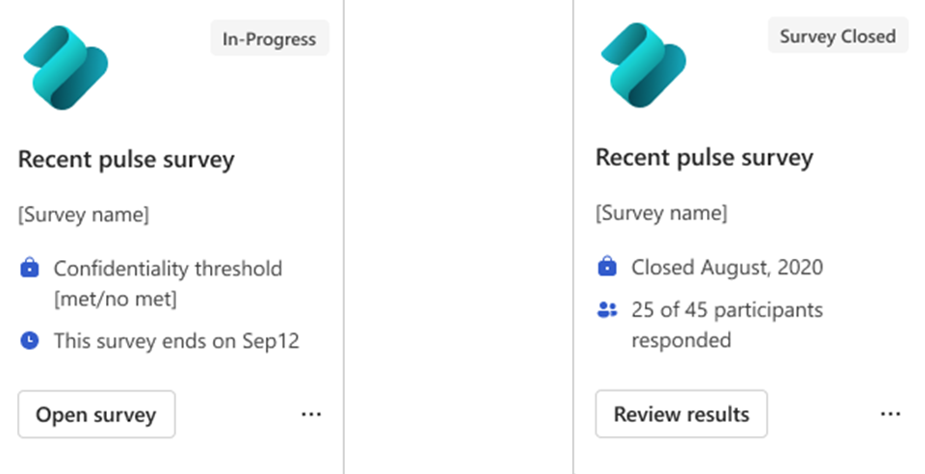 In-Progress
Recent pulse survey
[Survey name]
Confidentiality threshold
[met/no met]
This survey ends on Sep12
Open survey
Survey Closed
Recent pulse survey
[Survey name]
Closed August, 2020
25 of 45 participants
responded
Review results